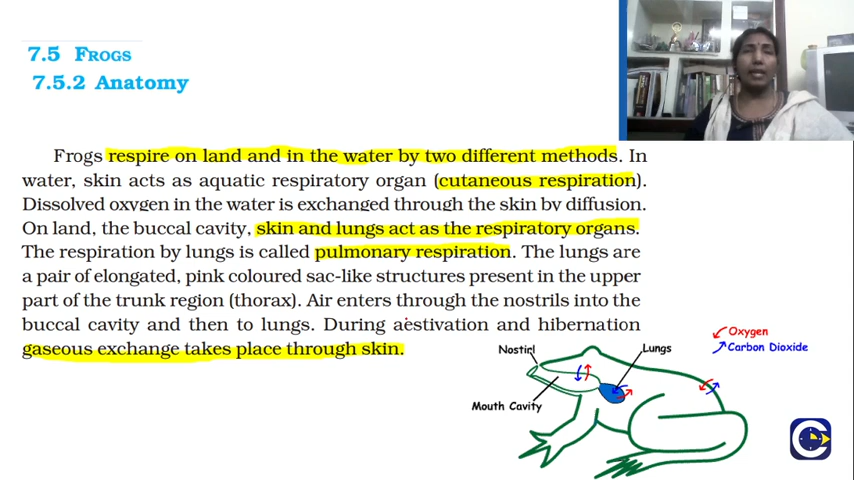 7.5 FROGS
7.5.2 Anatomy
Frogs respire on land and in the water by two different methods. In
water, skin acts as aquatic respiratory organ (cutaneous respiration).
Dissolved oxygen in the water is exchanged through the skin by diffusion.
On land, the buccal cavity, skin and lungs act as the respiratory organs.
The respiration by lungs is called pulmonary respiration. The lungs are
a pair of elongated, pink coloured sac-like structures present in the upper
part of the trunk region (thorax). Air enters through the nostrils into the
buccal cavity and then to lungs. During aestivation and hibernation
gaseous exchange takes place through skin.
Oxygen
Carbon Dioxide
Nostirl
Lungs
Mouth Cavity